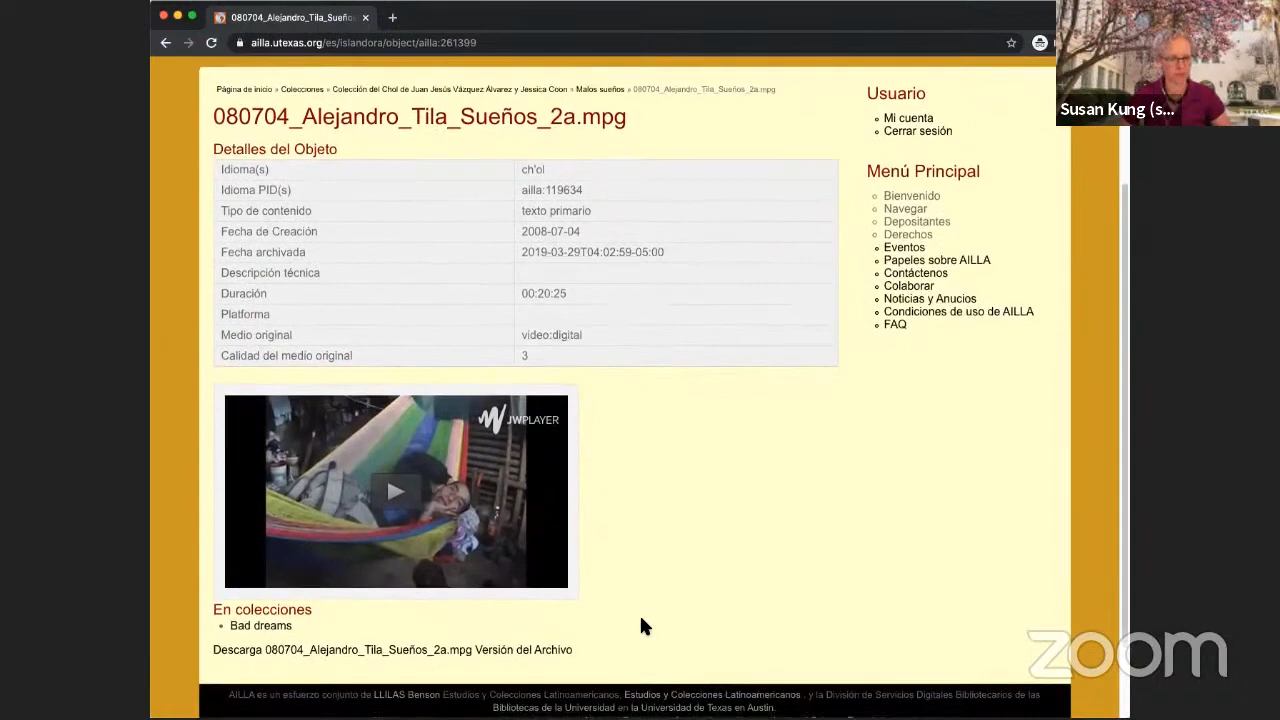 080704_Alejandro_Tila_Sueños
ailla.utexas.org/es/islandora/object/ailla:261399
Susan Kung (s...
Página de inicio » Colecciones » Colección del Chol de Juan Jesús Vázquez Álvarez y Jessica Coon » Malos sueños » 080704_Alejandro_Tila_Sueños_2a.mpg
080704_Alejandro_Tila_Sueños_2a.mpg
Detalles del Objeto
Idioma(s) ch'ol
Idioma PID(s) ailla:119634
Tipo de contenido texto primario
Fecha de Creación 2008-07-04
Fecha archivada 2019-03-29T04:02:59-05:00
Descripción técnica
Duración 00:20:25
Platforma
Medio original video:digital
Calidad del medio original 3
JWPLAYER
En colecciones
Bad dreams
Descarga 080704_Alejandro_Tila_Sueños_2a.mpg Versión del Archivo
Usuario
Mi cuenta
Cerrar sesión
Menú Principal
Bienvenido
Navegar
Depositantes
Derechos
Eventos
Papeles sobre AILLA
Contáctenos
Colaborar
Noticias y Anucios
Condiciones de uso de AILLA
FAQ
zoom
AILLA es un esfuerzo conjunto de LLILAS Benson Estudios y Colecciones Latinoamericanos, Estudios y Colecciones Latinoamericanos , y la División de Servicios Digitales Bibliotecarios de las
Bibliotecas de la Universidad en la Universidad de Texas en Austin.